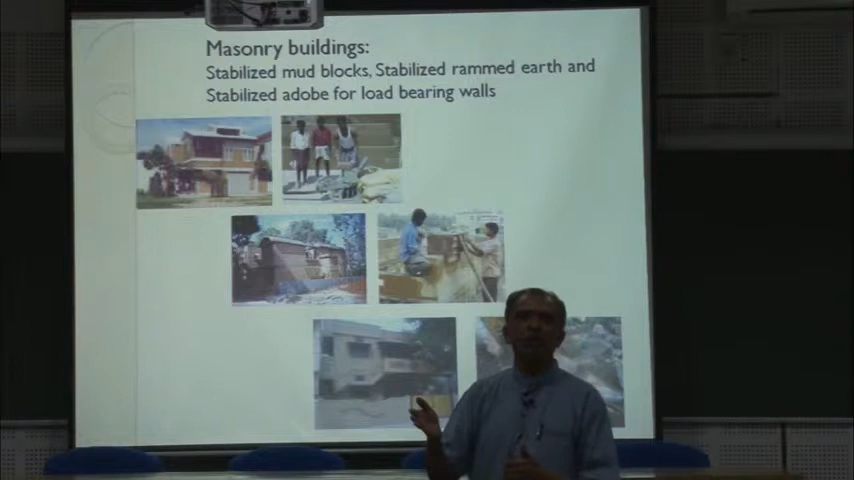 Masonry buildings:
Stabilized mud blocks, Stabilized rammed earth and
Stabilized adobe for load bearing walls